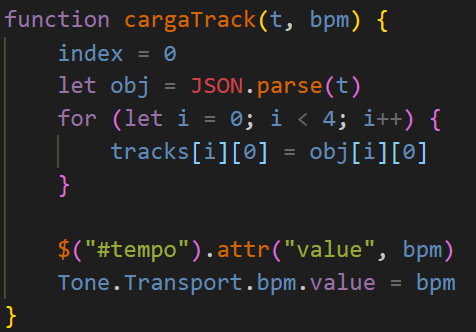 function cargaTrack(t, bpm) {
    index = 0
    let obj = JSON.parse(t)
    for (let i = 0; i < 4; i++) {
        tracks[i][0] = obj[i][0]
    }

    $("#tempo").attr("value", bpm)
    Tone.Transport.bpm.value = bpm
}